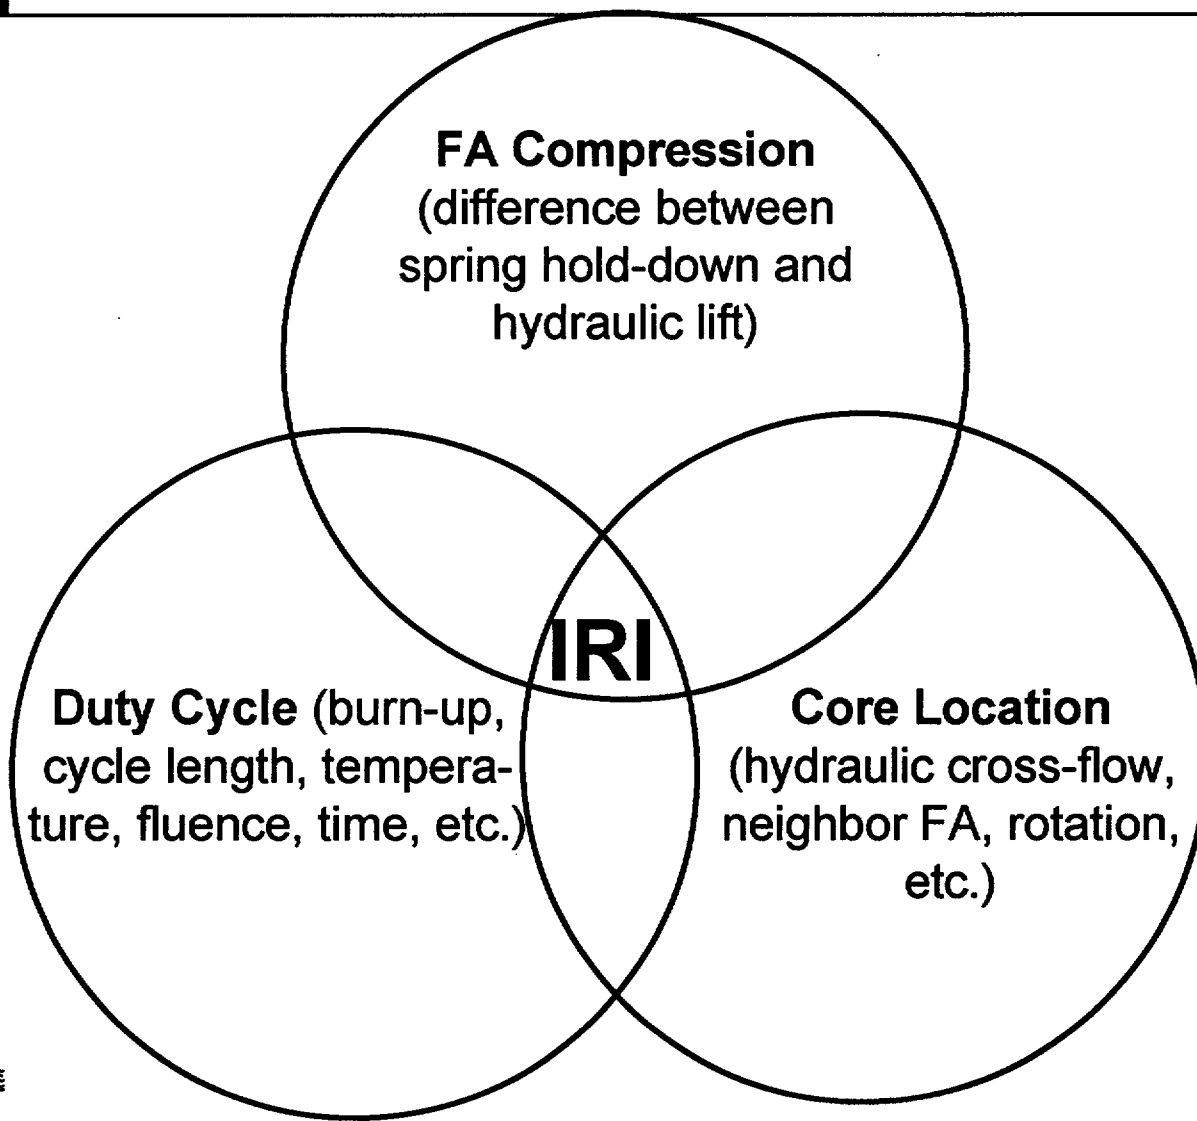 FA Compression
(difference between
spring hold-down and
hydraulic lift)
IRI
Duty Cycle (burn-up,
cycle length, tempera-
ture, fluence, time, etc.)
Core Location
(hydraulic cross-flow,
neighbor FA, rotation,
etc.)